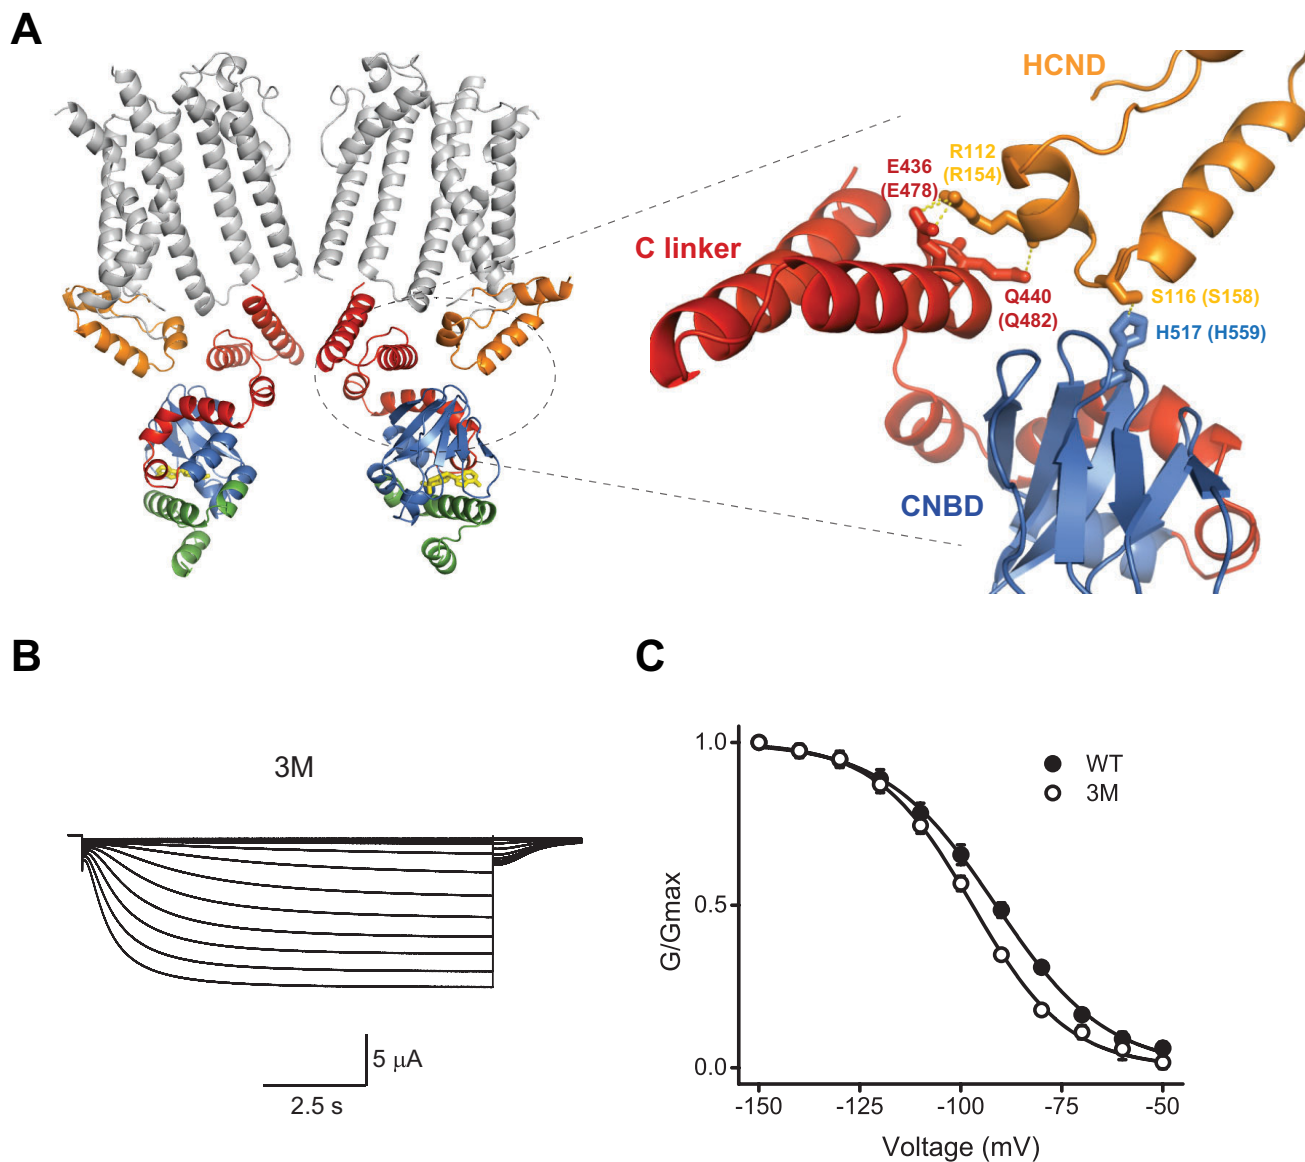 A
HCND
R112
(R154)
E436
(E478)
C linker
Q440
(Q482)
S116 (S158)
H517 (H559)
CNBD
B
3M
5 μA
2.5 s
C
1.0
0.5
0.0
G/Gmax
WT
3M
-150
-125
-100
-75
-50
Voltage (mV)